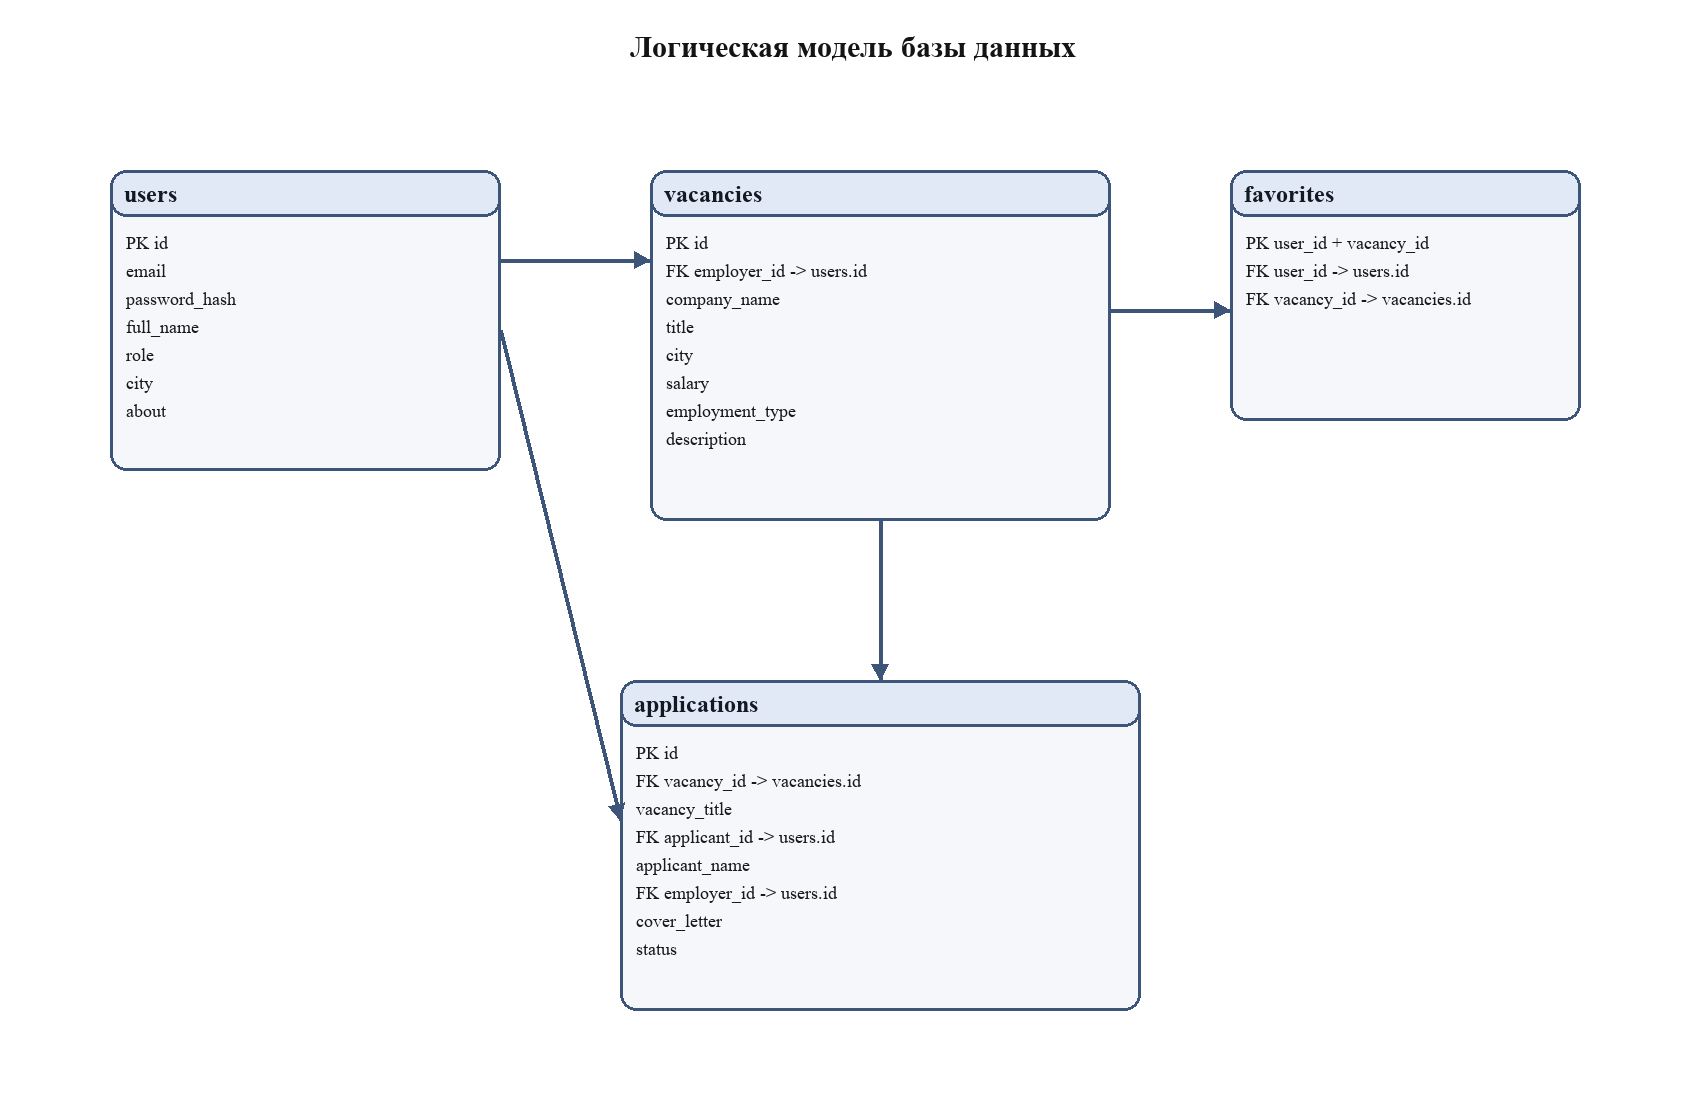 Логическая модель базы данных
users
PK id
email
password_hash
full_name
role
city
about
vacancies
PK id
FK employer_id -> users.id
company_name
title
city
salary
employment_type
description
favorites
PK user_id + vacancy_id
FK user_id -> users.id
FK vacancy_id -> vacancies.id
applications
PK id
FK vacancy_id -> vacancies.id
vacancy_title
FK applicant_id -> users.id
applicant_name
FK employer_id -> users.id
cover_letter
status